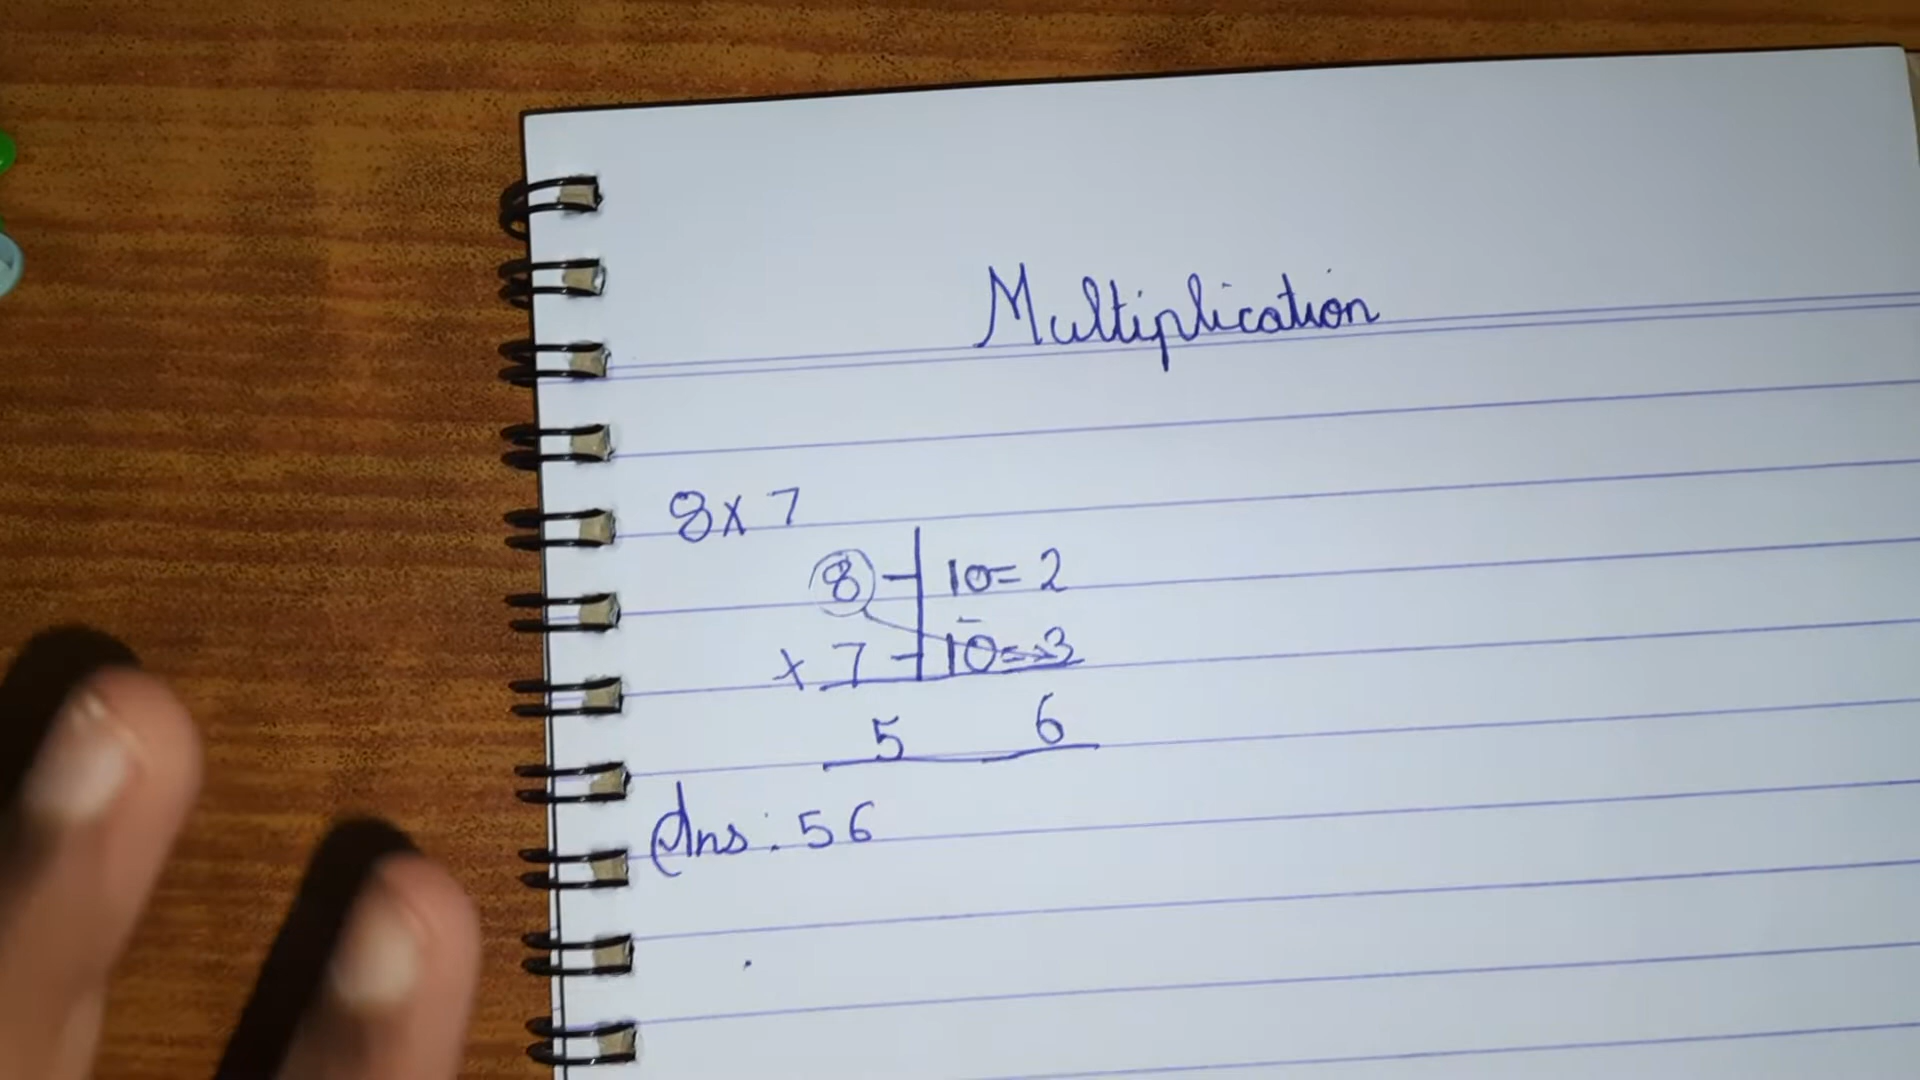 Multiplication
8x7
8 - 10 = 2
x 7 - 10 = 3
5 6
Ans : 56